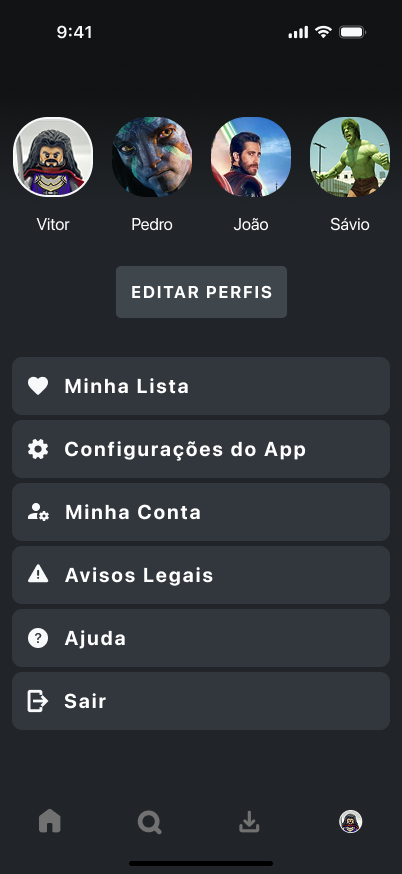 9:41
Vitor Pedro João Sávio
EDITAR PERFIS
Minha Lista
Configurações do App
Minha Conta
Avisos Legais
Ajuda
Sair